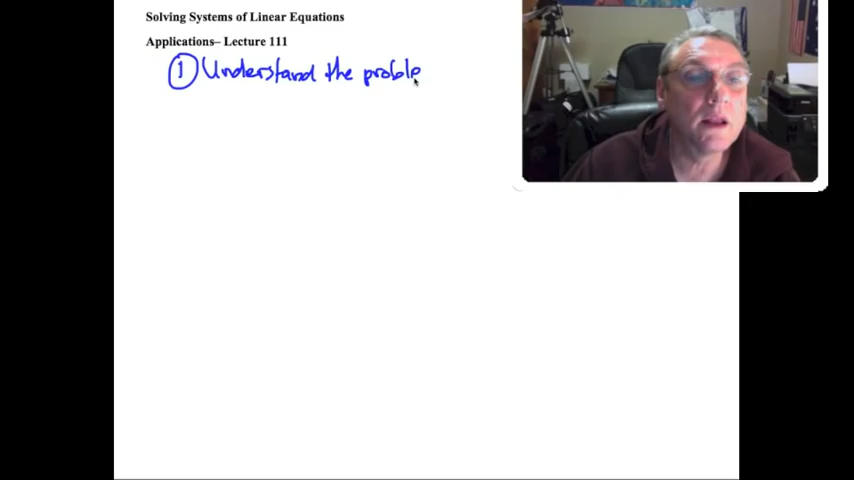 Solving Systems of Linear Equations
Applications– Lecture 111
① Understand the proble